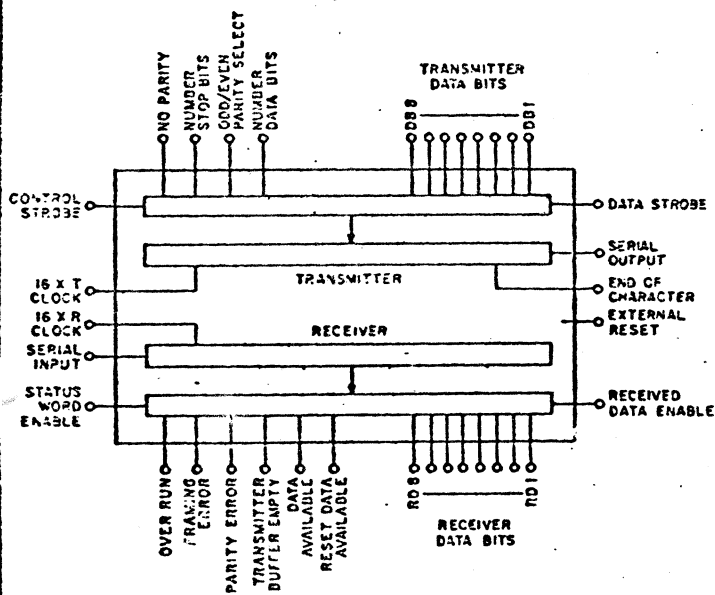 NO PARITY
NUMBER
STOP BITS
ODD/EVEN
PARITY SELECT
NUMBER
DATA BITS
TRANSMITTER
DATA BITS
DB8
DB1
CONTROL
STROBE
DATA STROBE
SERIAL
OUTPUT
TRANSMITTER
16 X T
CLOCK
END OF
CHARACTER
16 X R
CLOCK
RECEIVER
EXTERNAL
RESET
SERIAL
INPUT
STATUS
WORD
ENABLE
RECEIVED
DATA ENABLE
OVER RUN
FRAMING
ERROR
PARITY ERROR
TRANSMITTER
BUFFER EMPTY
DATA
AVAILABLE
RESET DATA
AVAILABLE
RD8
RD1
RECEIVER
DATA BITS